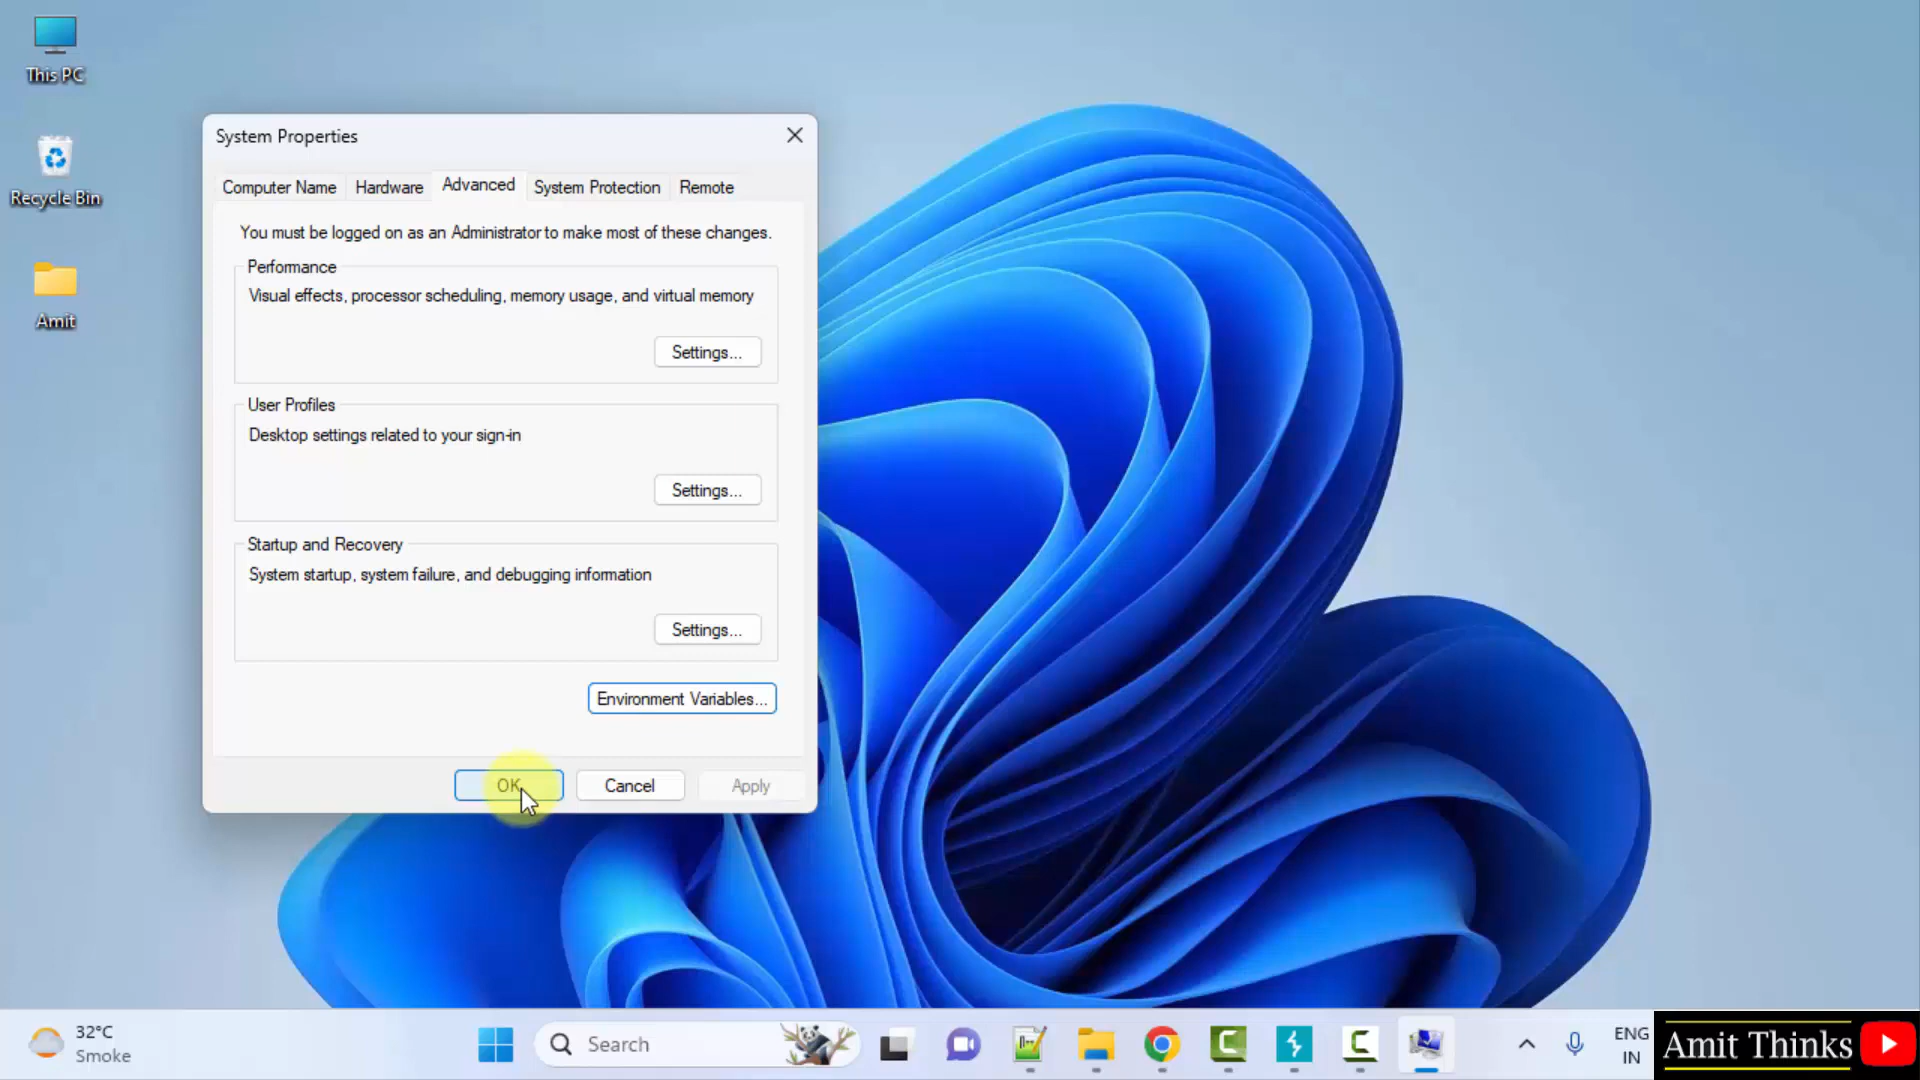 This PC
Recycle Bin
Amit
System Properties
Computer Name
Hardware
Advanced
System Protection
Remote
You must be logged on as an Administrator to make most of these changes.
Performance
Visual effects, processor scheduling, memory usage, and virtual memory
Settings...
User Profiles
Desktop settings related to your sign-in
Settings...
Startup and Recovery
System startup, system failure, and debugging information
Settings...
Environment Variables...
OK
Cancel
Apply
32°C
Smoke
Search
ENG
IN
Amit Thinks